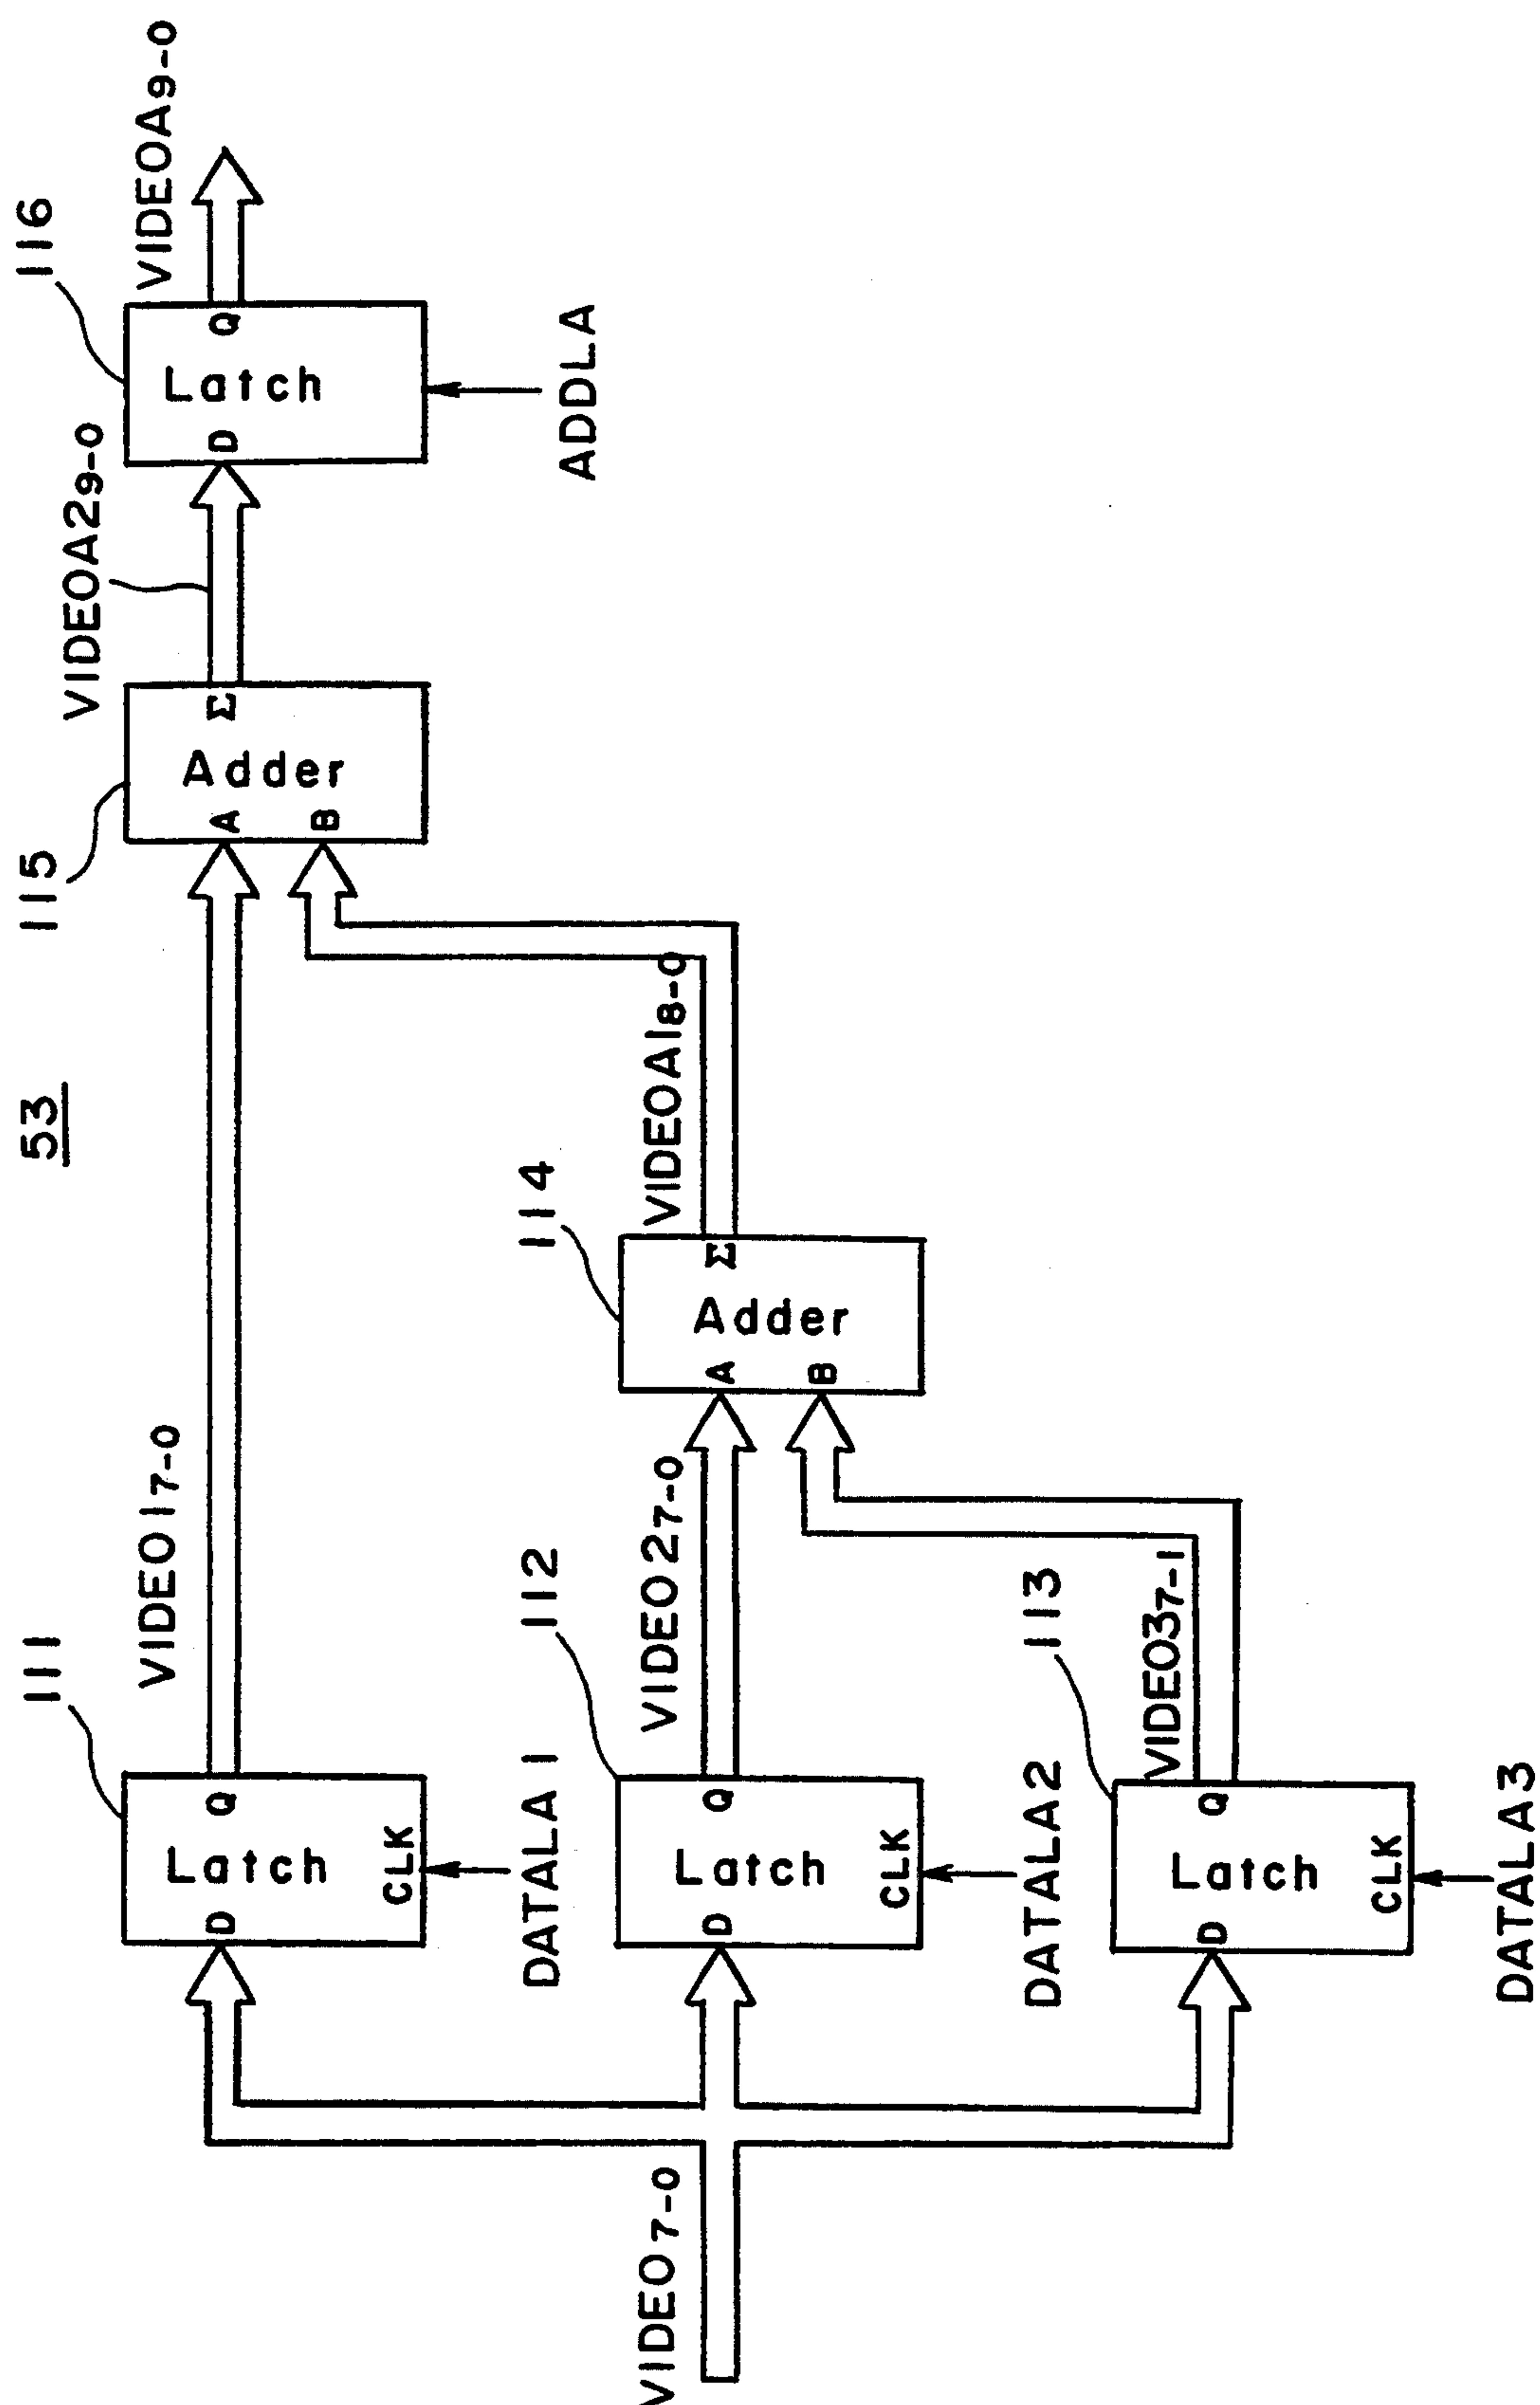 53
111
VIDEO17-0
115
VIDEOA29-0
116
VIDEOA9-0
D
Latch
Q
CLK
DATALA1
A
B
Adder
Σ
D
Latch
Q
ADDLA
VIDEO7-0
112
VIDEO27-0
114
VIDEOA18-0
D
Latch
Q
CLK
DATALA2
A
B
Adder
Σ
113
VIDEO37-1
D
Latch
Q
CLK
DATALA3